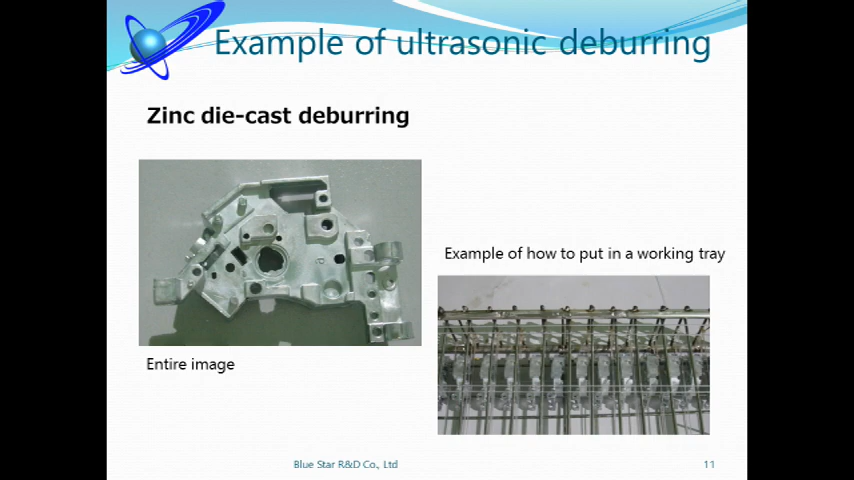 Example of ultrasonic deburring
Zinc die-cast deburring
Example of how to put in a working tray
Entire image
Blue Star R&D Co., Ltd
11